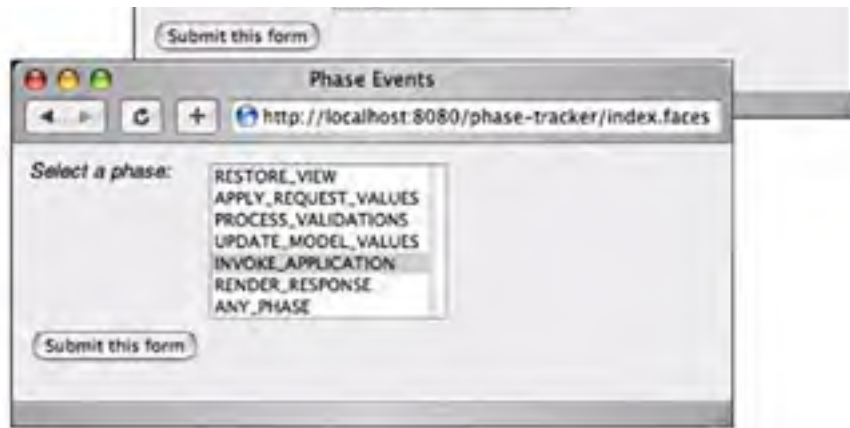 Submit this form
Phase Events
http://localhost:8080/phase-tracker/index.faces
Select a phase:
RESTORE_VIEW
APPLY_REQUEST_VALUES
PROCESS_VALIDATIONS
UPDATE_MODEL_VALUES
INVOKE_APPLICATION
RENDER_RESPONSE
ANY_PHASE
Submit this form